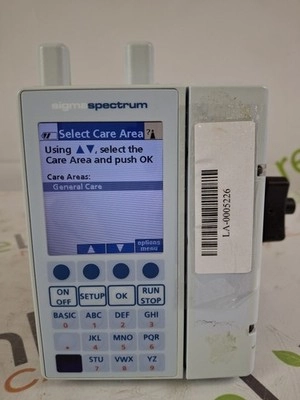 sigmaspectrum
Select Care Area
Using ▲▼, select the
Care Area and push OK
Care Areas:
General Care
options
menu
ON
OFF
SETUP
OK
RUN
STOP
BASIC
0
ABC
1
DEF
2
GHI
3
JKL
4
MNO
5
PQR
6
STU
7
VWX
8
YZ
9
LA-0005226